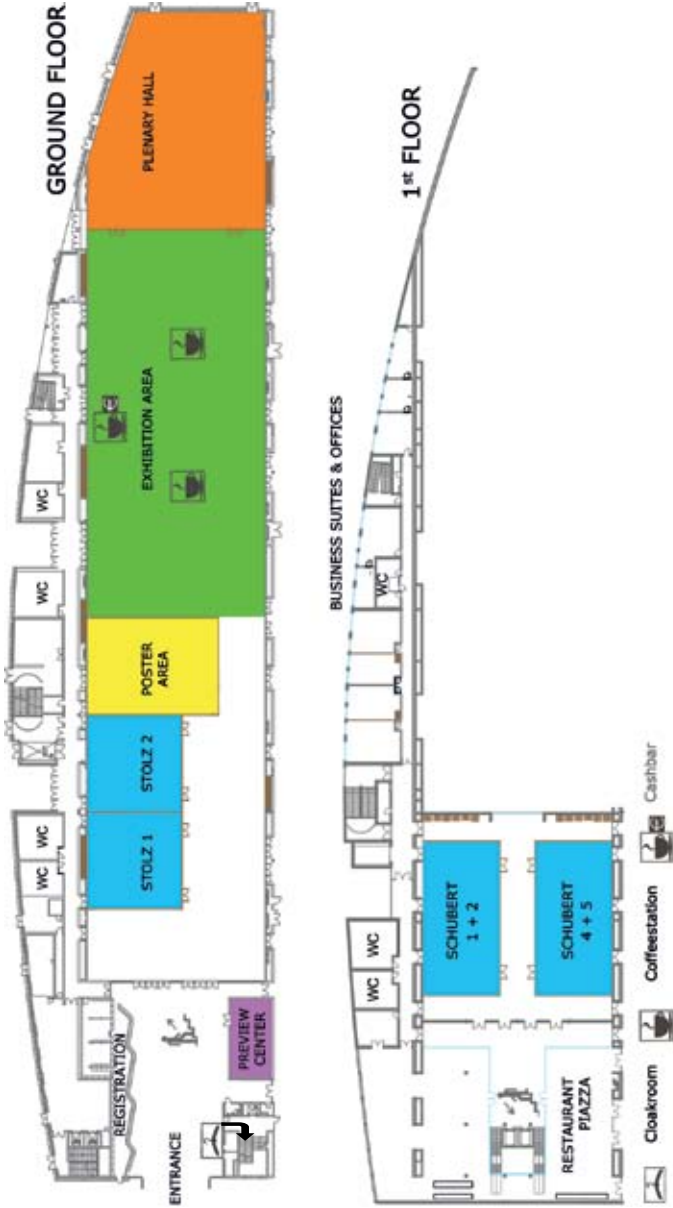 GROUND FLOOR
WC
WC
WC
WC
REGISTRATION
ENTRANCE
PREVIEW
CENTER
STOLZ 1
STOLZ 2
POSTER
AREA
EXHIBITION AREA
PLENARY HALL
1st FLOOR
BUSINESS SUITES & OFFICES
WC
WC
WC
SCHUBERT
1 + 2
SCHUBERT
4 + 5
RESTAURANT
PIAZZA
Cloakroom
Coffeestation
Cashbar